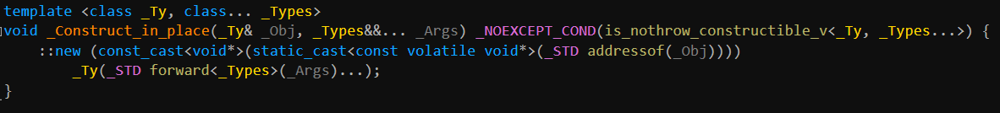 template <class _Ty, class... _Types>
void _Construct_in_place(_Ty& _Obj, _Types&&... _Args) _NOEXCEPT_COND(is_nothrow_constructible_v<_Ty, _Types...>) {
    ::new (const_cast<void*>(static_cast<const volatile void*>(_STD addressof(_Obj))))
        _Ty(_STD forward<_Types>(_Args)...);
}